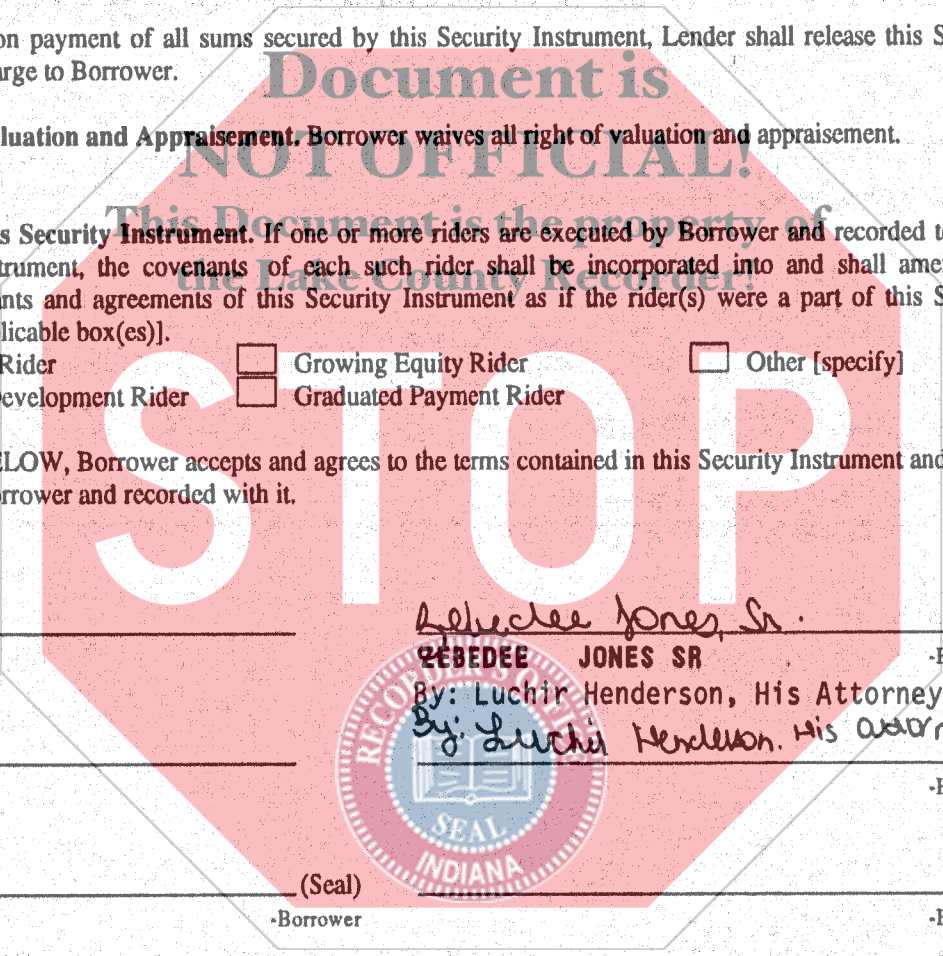 on payment of all sums secured by this Security Instrument, Lender shall release this S
arge to Borrower.
Document is
luation and Appraisement. Borrower waives all right of valuation and appraisement.
NOT OFFICIAL!
This Document is the property of
s Security Instrument. If one or more riders are executed by Borrower and recorded t
the Lake County Recorder!
trument, the covenants of each such rider shall be incorporated into and shall ame
nts and agreements of this Security Instrument as if the rider(s) were a part of this S
licable box(es)].
Rider Growing Equity Rider Other [specify]
evelopment Rider Graduated Payment Rider
STOP
ELOW, Borrower accepts and agrees to the terms contained in this Security Instrument and
orrower and recorded with it.
Zebedee Jones, Sr.
ZEBEDEE JONES SR
By: Luchir Henderson, His Attorney
By: Luchir Henderson. His attor
RECORDER'S OFFICE
SEAL
INDIANA
(Seal)
-Borrower